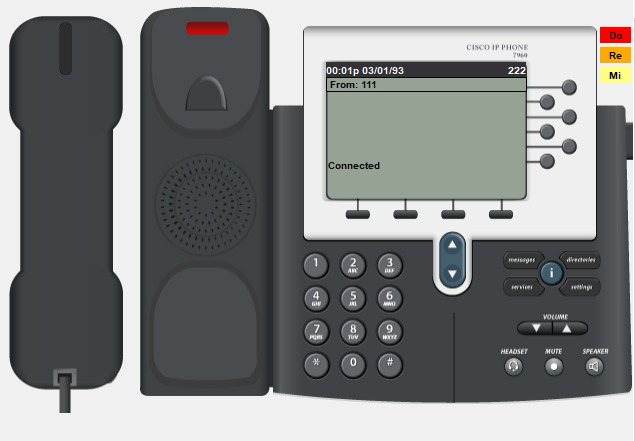 CISCO IP PHONE
7960
Do
Re
Mi
00:01p 03/01/93 222
From: 111
Connected
1
2 ABC
3 DEF
4 GHI
5 JKL
6 MNO
7 PQRS
8 TUV
9 WXYZ
*
0
#
messages
directories
i
services
settings
VOLUME
HEADSET
MUTE
SPEAKER